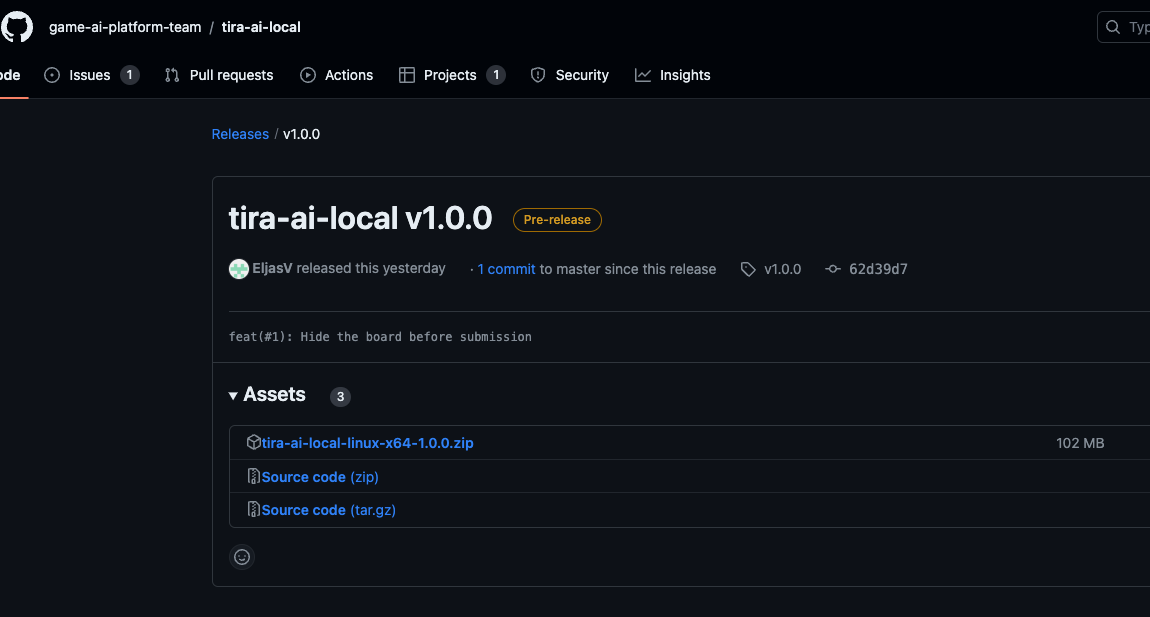 game-ai-platform-team / tira-ai-local
Typ
ode Issues 1 Pull requests Actions Projects 1 Security Insights
Releases / v1.0.0
tira-ai-local v1.0.0 Pre-release
EljasV released this yesterday · 1 commit to master since this release v1.0.0 62d39d7
feat(#1): Hide the board before submission
Assets 3
tira-ai-local-linux-x64-1.0.0.zip 102 MB
Source code (zip)
Source code (tar.gz)